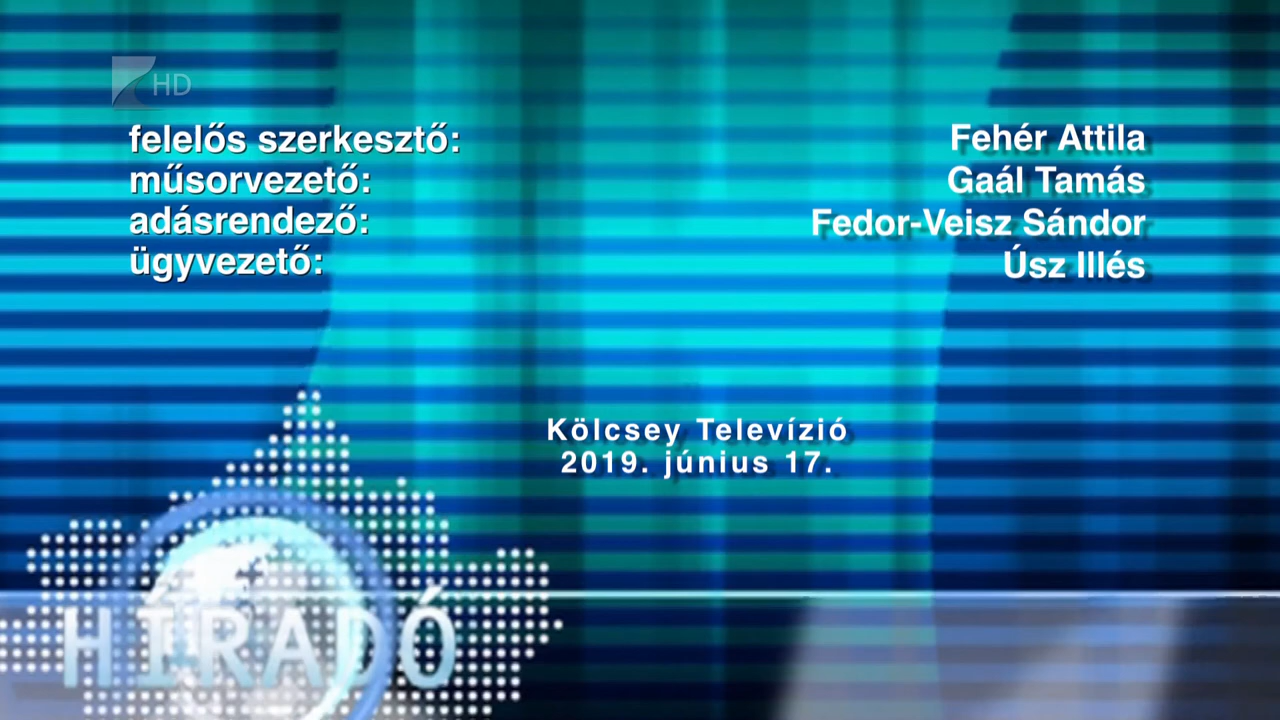 HD
felelős szerkesztő: Fehér Attila
műsorvezető: Gaál Tamás
adásrendező: Fedor-Veisz Sándor
ügyvezető: Úsz Illés
Kölcsey Televízió
2019. június 17.
HÍRADÓ